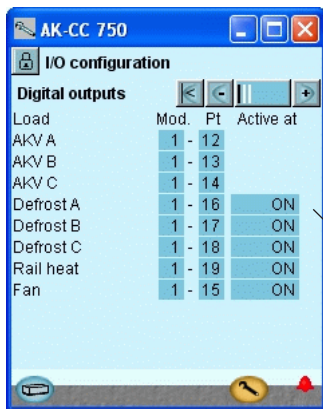 AK-CC 750
I/O configuration
Digital outputs
Load Mod. Pt Active at
AKV A 1 - 12
AKV B 1 - 13
AKV C 1 - 14
Defrost A 1 - 16 ON
Defrost B 1 - 17 ON
Defrost C 1 - 18 ON
Rail heat 1 - 19 ON
Fan 1 - 15 ON